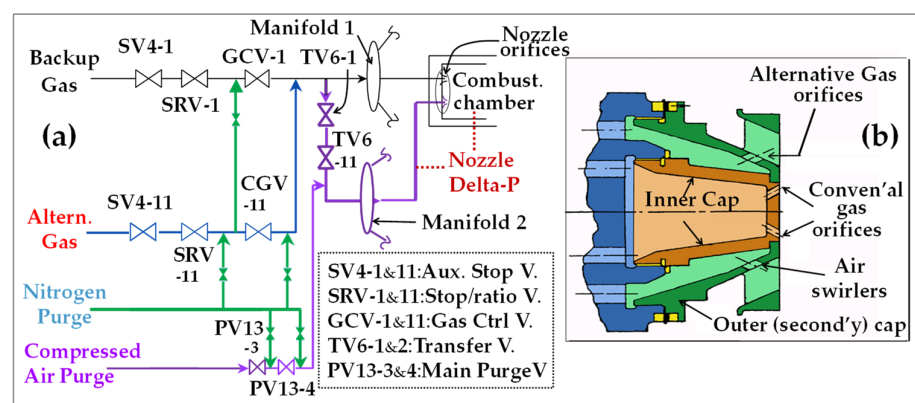 Manifold 1
SV4-1
GCV-1
TV6-1
Nozzle
orifices
Backup
Gas
SRV-1
Combust.
chamber
(a)
TV6
-11
Nozzle
Delta-P
SV4-11
CGV
-11
Altern.
Gas
Manifold 2
SRV
-11
Nitrogen
Purge
PV13
-3
Compressed
Air Purge
PV13-4
SV4-1&11:Aux. Stop V.
SRV-1&11:Stop/ratio V.
GCV-1&11:Gas Ctrl V.
TV6-1&2:Transfer V.
PV13-3&4:Main PurgeV
Alternative Gas
orifices
(b)
Inner Cap
Conven'al
gas
orifices
Air
swirlers
Outer (second'y) cap